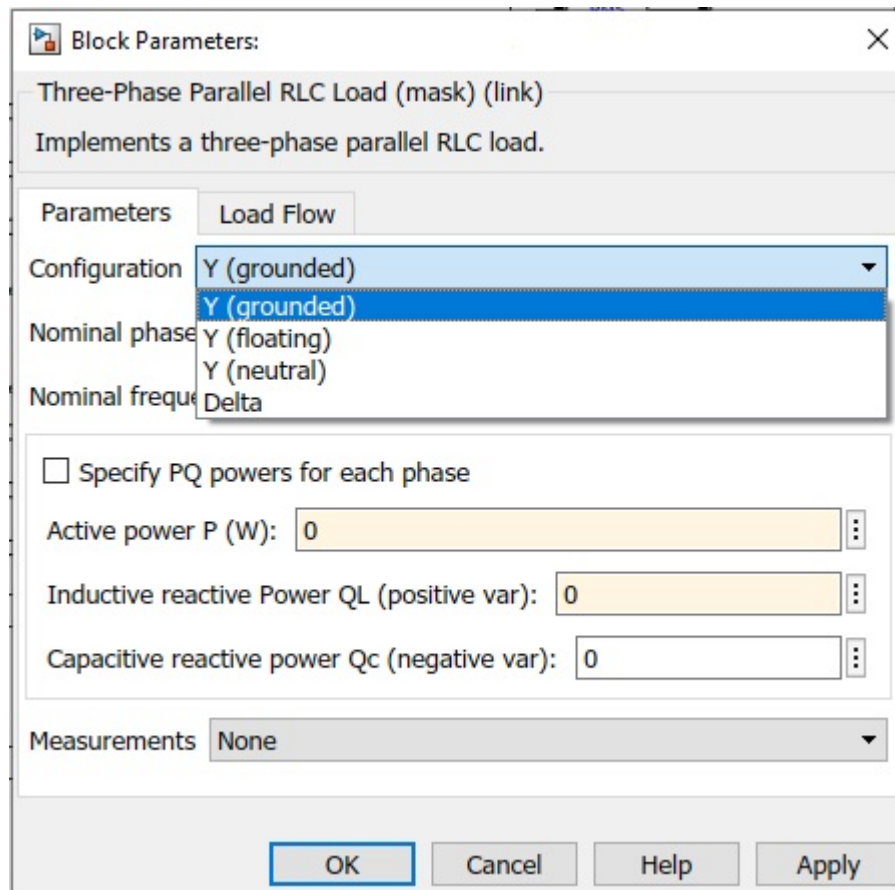 Block Parameters:
Three-Phase Parallel RLC Load (mask) (link)
Implements a three-phase parallel RLC load.
Parameters Load Flow
Configuration Y (grounded)
Y (grounded)
Nominal phase Y (floating)
Y (neutral)
Nominal freque Delta
Specify PQ powers for each phase
Active power P (W): 0
Inductive reactive Power QL (positive var): 0
Capacitive reactive power Qc (negative var): 0
Measurements None
OK Cancel Help Apply